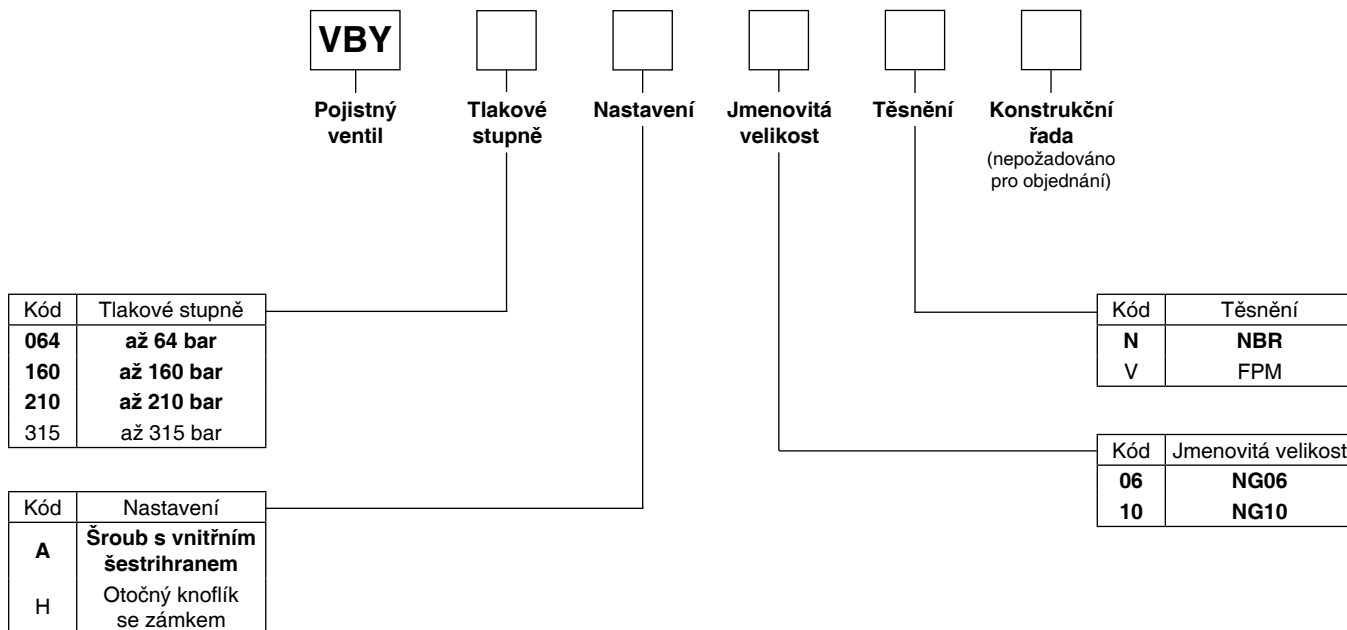 VBY
Pojistný
ventil
Tlakové
stupně
Nastavení
Jmenovitá
velikost
Těsnění
Konstrukční
řada
(nepožadováno
pro objednání)
Kód Tlakové stupně
064 až 64 bar
160 až 160 bar
210 až 210 bar
315 až 315 bar
Kód Nastavení
A Šroub s vnitřním
šestrihranem
H Otočný knoflík
se zámkem
Kód Těsnění
N NBR
V FPM
Kód Jmenovitá velikost
06 NG06
10 NG10